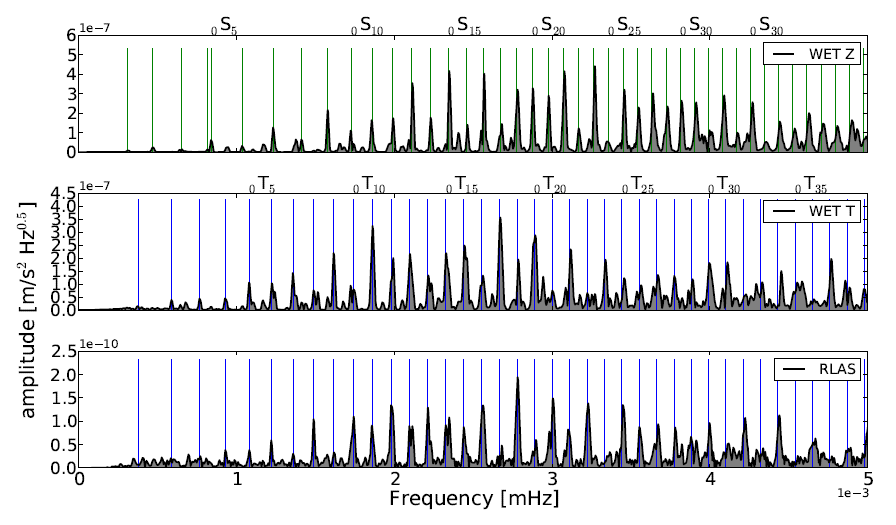 ₀S₅ ₀S₁₀ ₀S₁₅ ₀S₂₀ ₀S₂₅ ₀S₃₀ ₀S₃₀
1e-7
6
5
4
3
2
1
0
WET Z
₀T₅ ₀T₁₀ ₀T₁₅ ₀T₂₀ ₀T₂₅ ₀T₃₀ ₀T₃₅
1e-7
4.5
4.0
3.5
3.0
2.5
2.0
1.5
1.0
0.5
0.0
WET T
amplitude [m/s² Hz⁰·⁵ ]
1e-10
2.5
2.0
1.5
1.0
0.5
0.0
RLAS
0 1 2 3 4 5
Frequency [mHz]
1e-3